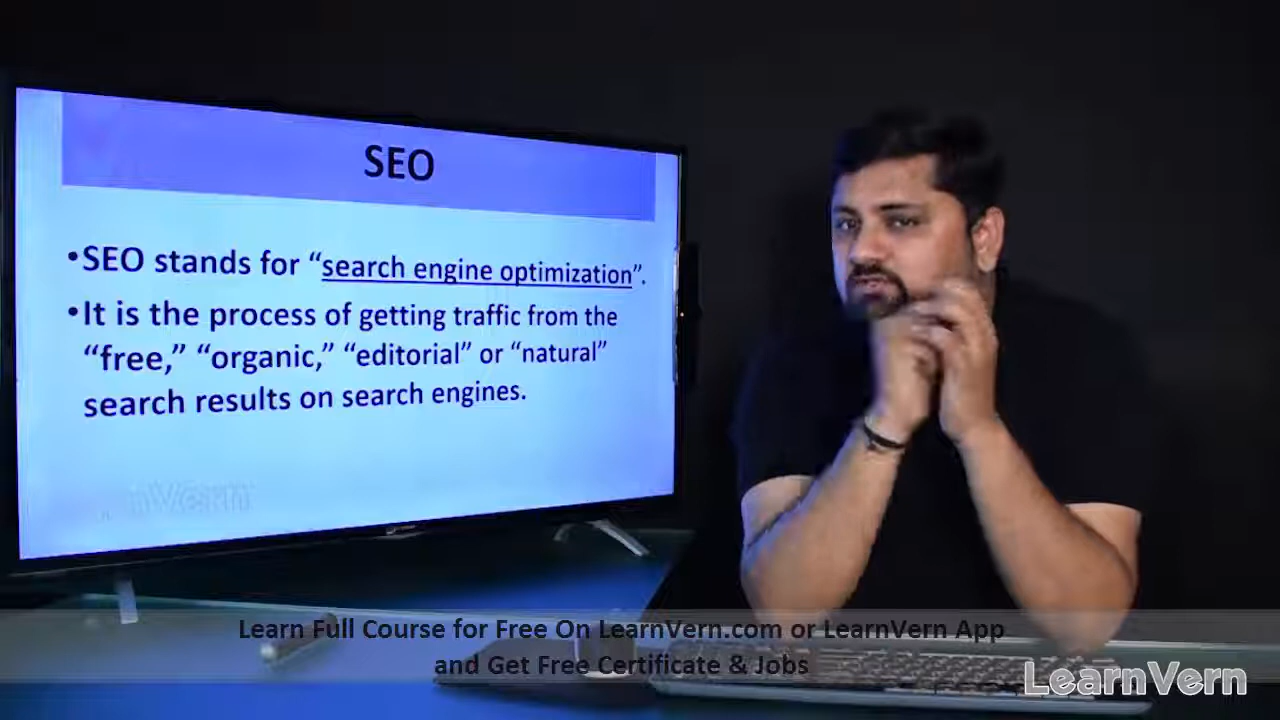 SEO
•SEO stands for “search engine optimization”.
•It is the process of getting traffic from the
“free,” “organic,” “editorial” or “natural”
search results on search engines.
Learn Full Course for Free On LearnVern.com or LearnVern App
and Get Free Certificate & Jobs
LearnVern